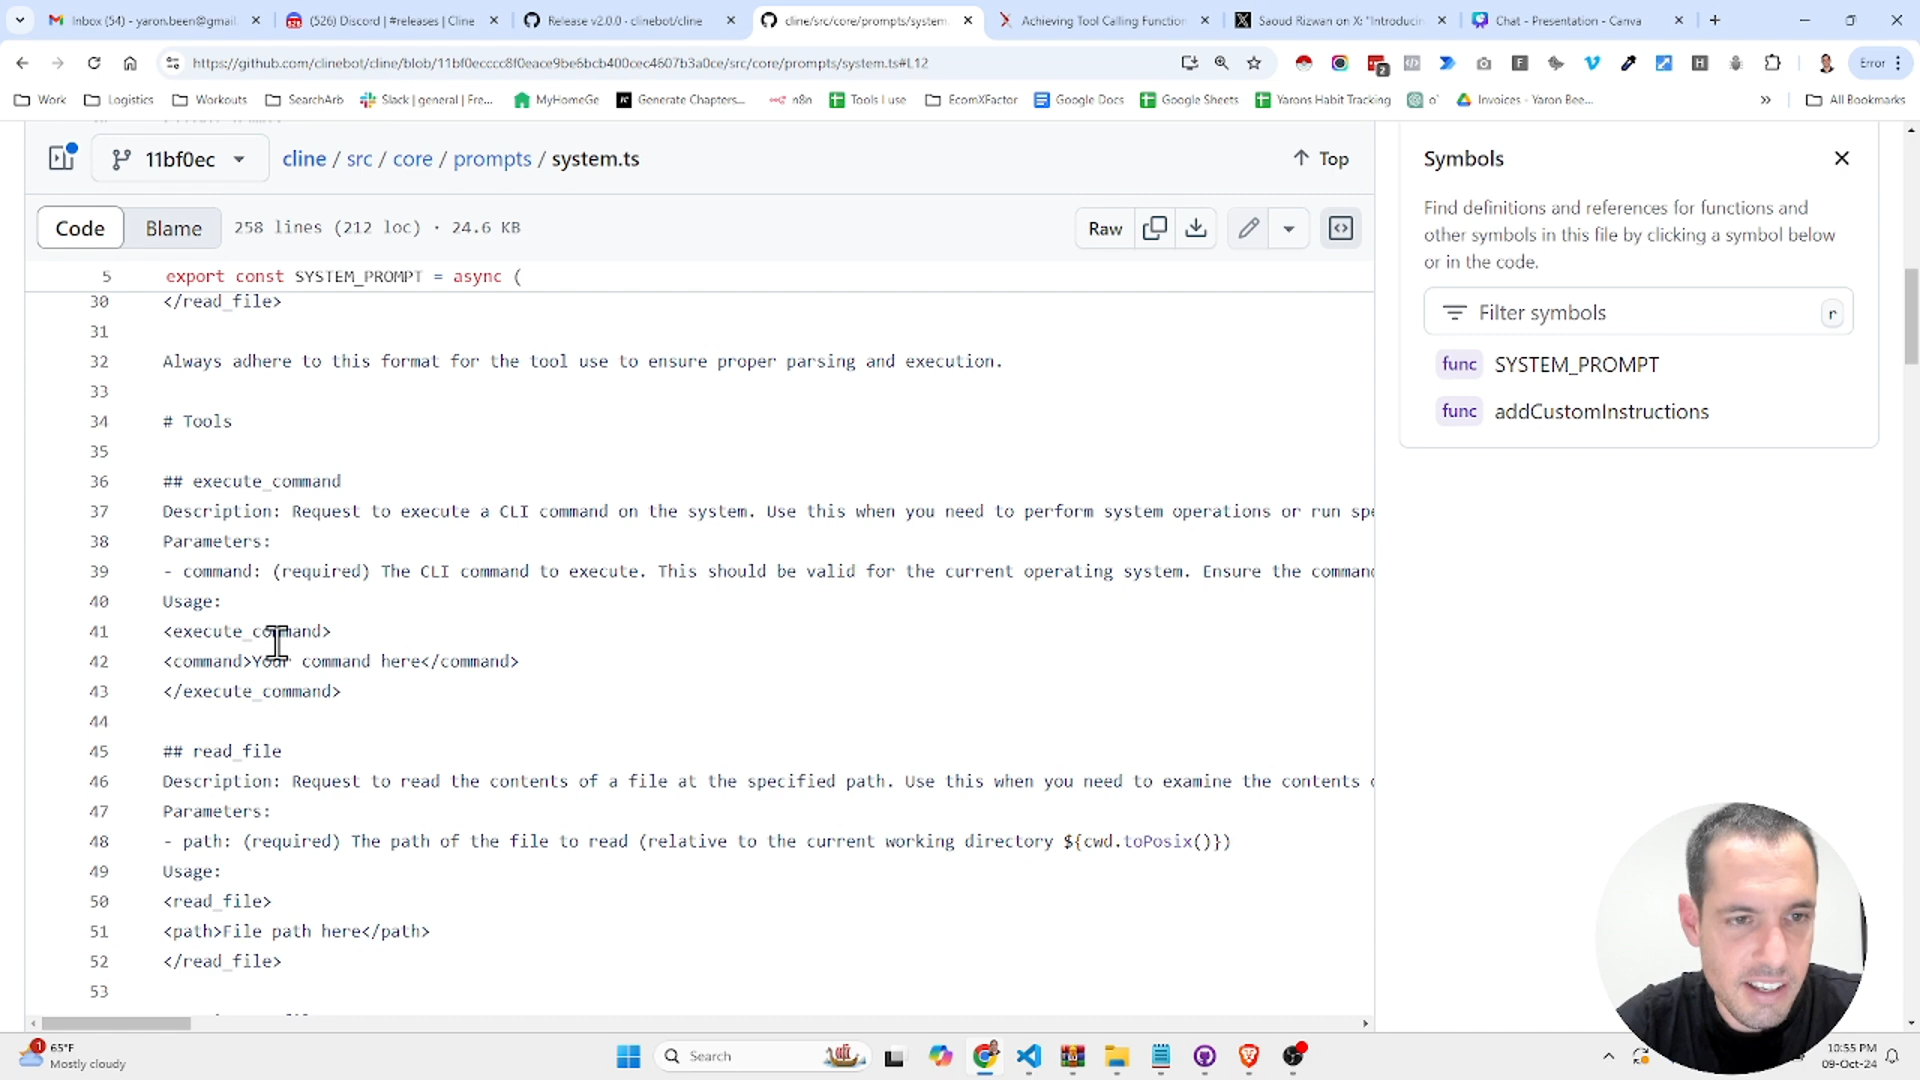 Inbox (54) - yaron.been@gmail.
(526) Discord | #releases | Cline
Release v2.0.0 · clinebot/cline
cline/src/core/prompts/system.
Achieving Tool Calling Function
Saoud Rizwan on X: "Introducin
Chat - Presentation - Canva
https://github.com/clinebot/cline/blob/11bf0ecccc8f0eace9be6bcb400cec4607b3a0ce/src/core/prompts/system.ts#L12
2
Error
Work
Logistics
Workouts
SearchArb
Slack | general | Fre...
MyHomeGe
Generate Chapters...
n8n
Tools I use
EcomXFactor
Google Docs
Google Sheets
Yarons Habit Tracking
o'
Invoices - Yaron Bee...
All Bookmarks
11bf0ec
cline / src / core / prompts / system.ts
Top
Code
Blame
258 lines (212 loc) · 24.6 KB
Raw
5 export const SYSTEM_PROMPT = async (
30 </read_file>
31
32 Always adhere to this format for the tool use to ensure proper parsing and execution.
33
34 # Tools
35
36 ## execute_command
37 Description: Request to execute a CLI command on the system. Use this when you need to perform system operations or run spe
38 Parameters:
39 - command: (required) The CLI command to execute. This should be valid for the current operating system. Ensure the command
40 Usage:
41 <execute_command>
42 <command>Your command here</command>
43 </execute_command>
44
45 ## read_file
46 Description: Request to read the contents of a file at the specified path. Use this when you need to examine the contents
47 Parameters:
48 - path: (required) The path of the file to read (relative to the current working directory ${cwd.toPosix()})
49 Usage:
50 <read_file>
51 <path>File path here</path>
52 </read_file>
53
Symbols
Find definitions and references for functions and
other symbols in this file by clicking a symbol below
or in the code.
Filter symbols
r
func SYSTEM_PROMPT
func addCustomInstructions
1
65°F
Mostly cloudy
Search
10:55 PM
09-Oct-24